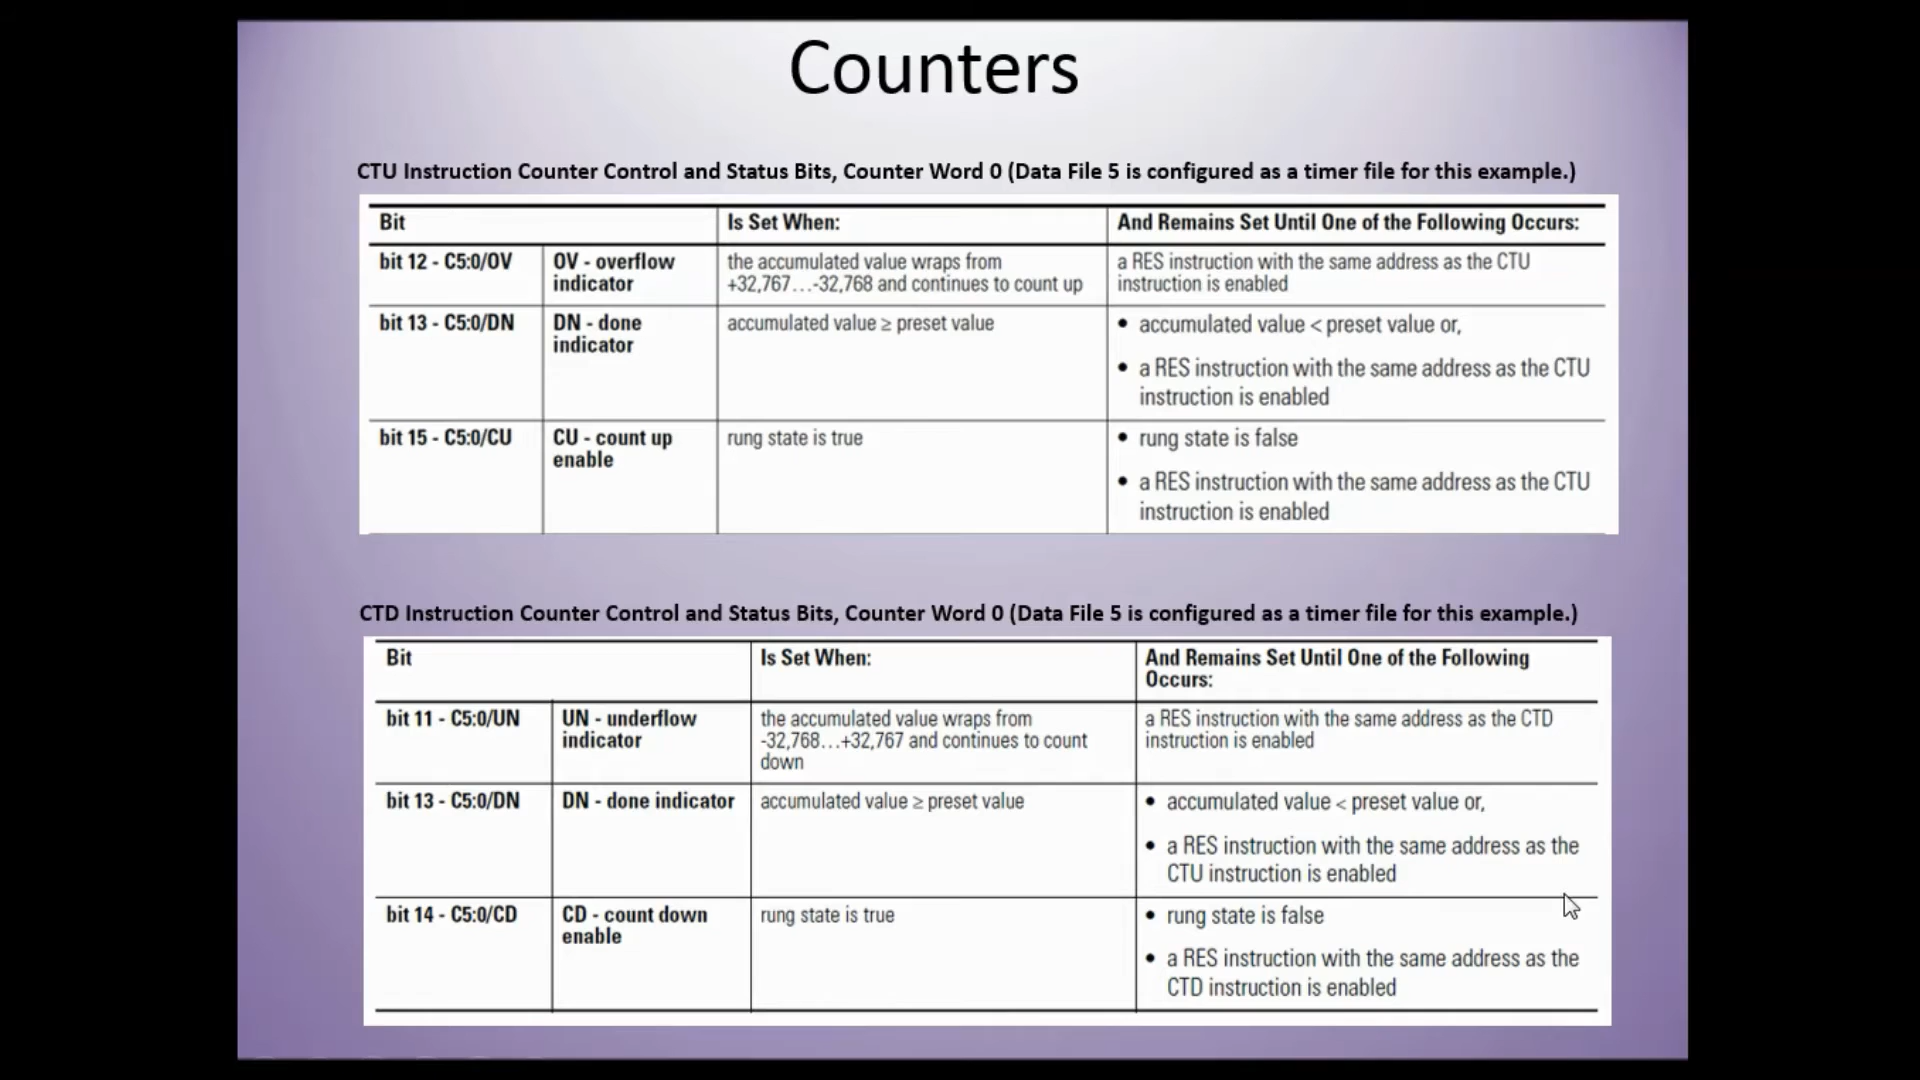 Counters
CTU Instruction Counter Control and Status Bits, Counter Word 0 (Data File 5 is configured as a timer file for this example.)
Bit
Is Set When:
And Remains Set Until One of the Following Occurs:
bit 12 - C5:0/OV
OV - overflow
indicator
the accumulated value wraps from
+32,767…-32,768 and continues to count up
a RES instruction with the same address as the CTU
instruction is enabled
bit 13 - C5:0/DN
DN - done
indicator
accumulated value ≥ preset value
• accumulated value < preset value or,
• a RES instruction with the same address as the CTU
instruction is enabled
bit 15 - C5:0/CU
CU - count up
enable
rung state is true
• rung state is false
• a RES instruction with the same address as the CTU
instruction is enabled
CTD Instruction Counter Control and Status Bits, Counter Word 0 (Data File 5 is configured as a timer file for this example.)
Bit
Is Set When:
And Remains Set Until One of the Following
Occurs:
bit 11 - C5:0/UN
UN - underflow
indicator
the accumulated value wraps from
-32,768…+32,767 and continues to count
down
a RES instruction with the same address as the CTD
instruction is enabled
bit 13 - C5:0/DN
DN - done indicator
accumulated value ≥ preset value
• accumulated value < preset value or,
• a RES instruction with the same address as the
CTU instruction is enabled
bit 14 - C5:0/CD
CD - count down
enable
rung state is true
• rung state is false
• a RES instruction with the same address as the
CTD instruction is enabled